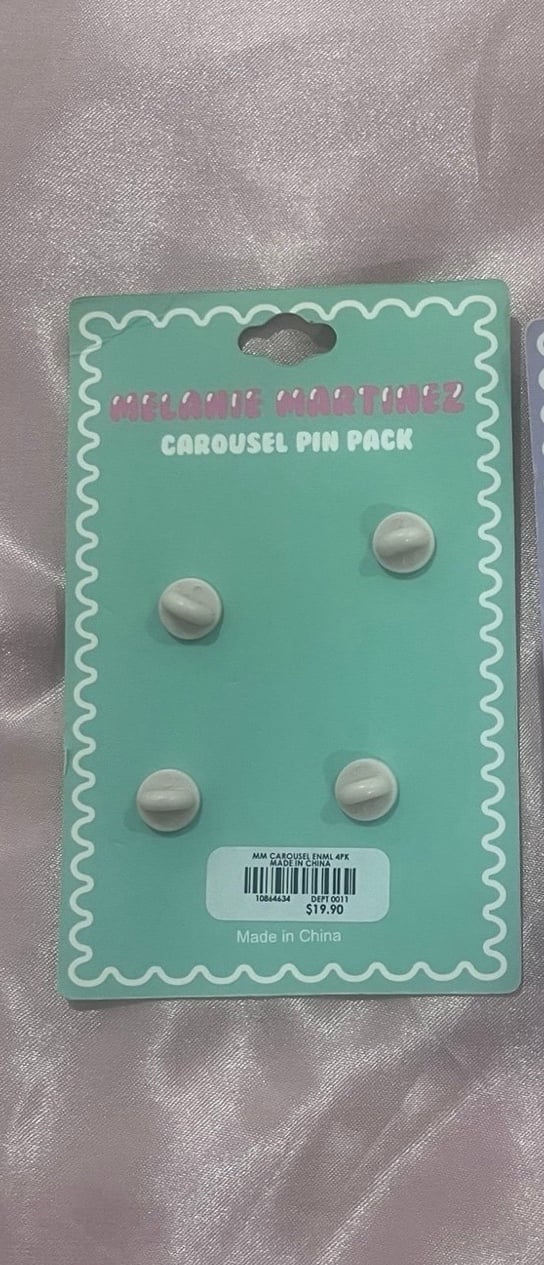 MELANIE MARTINEZ
CAROUSEL PIN PACK
MM CAROUSEL ENML 4PK
MADE IN CHINA
10864634 DEPT 0011
$19.90
Made in China